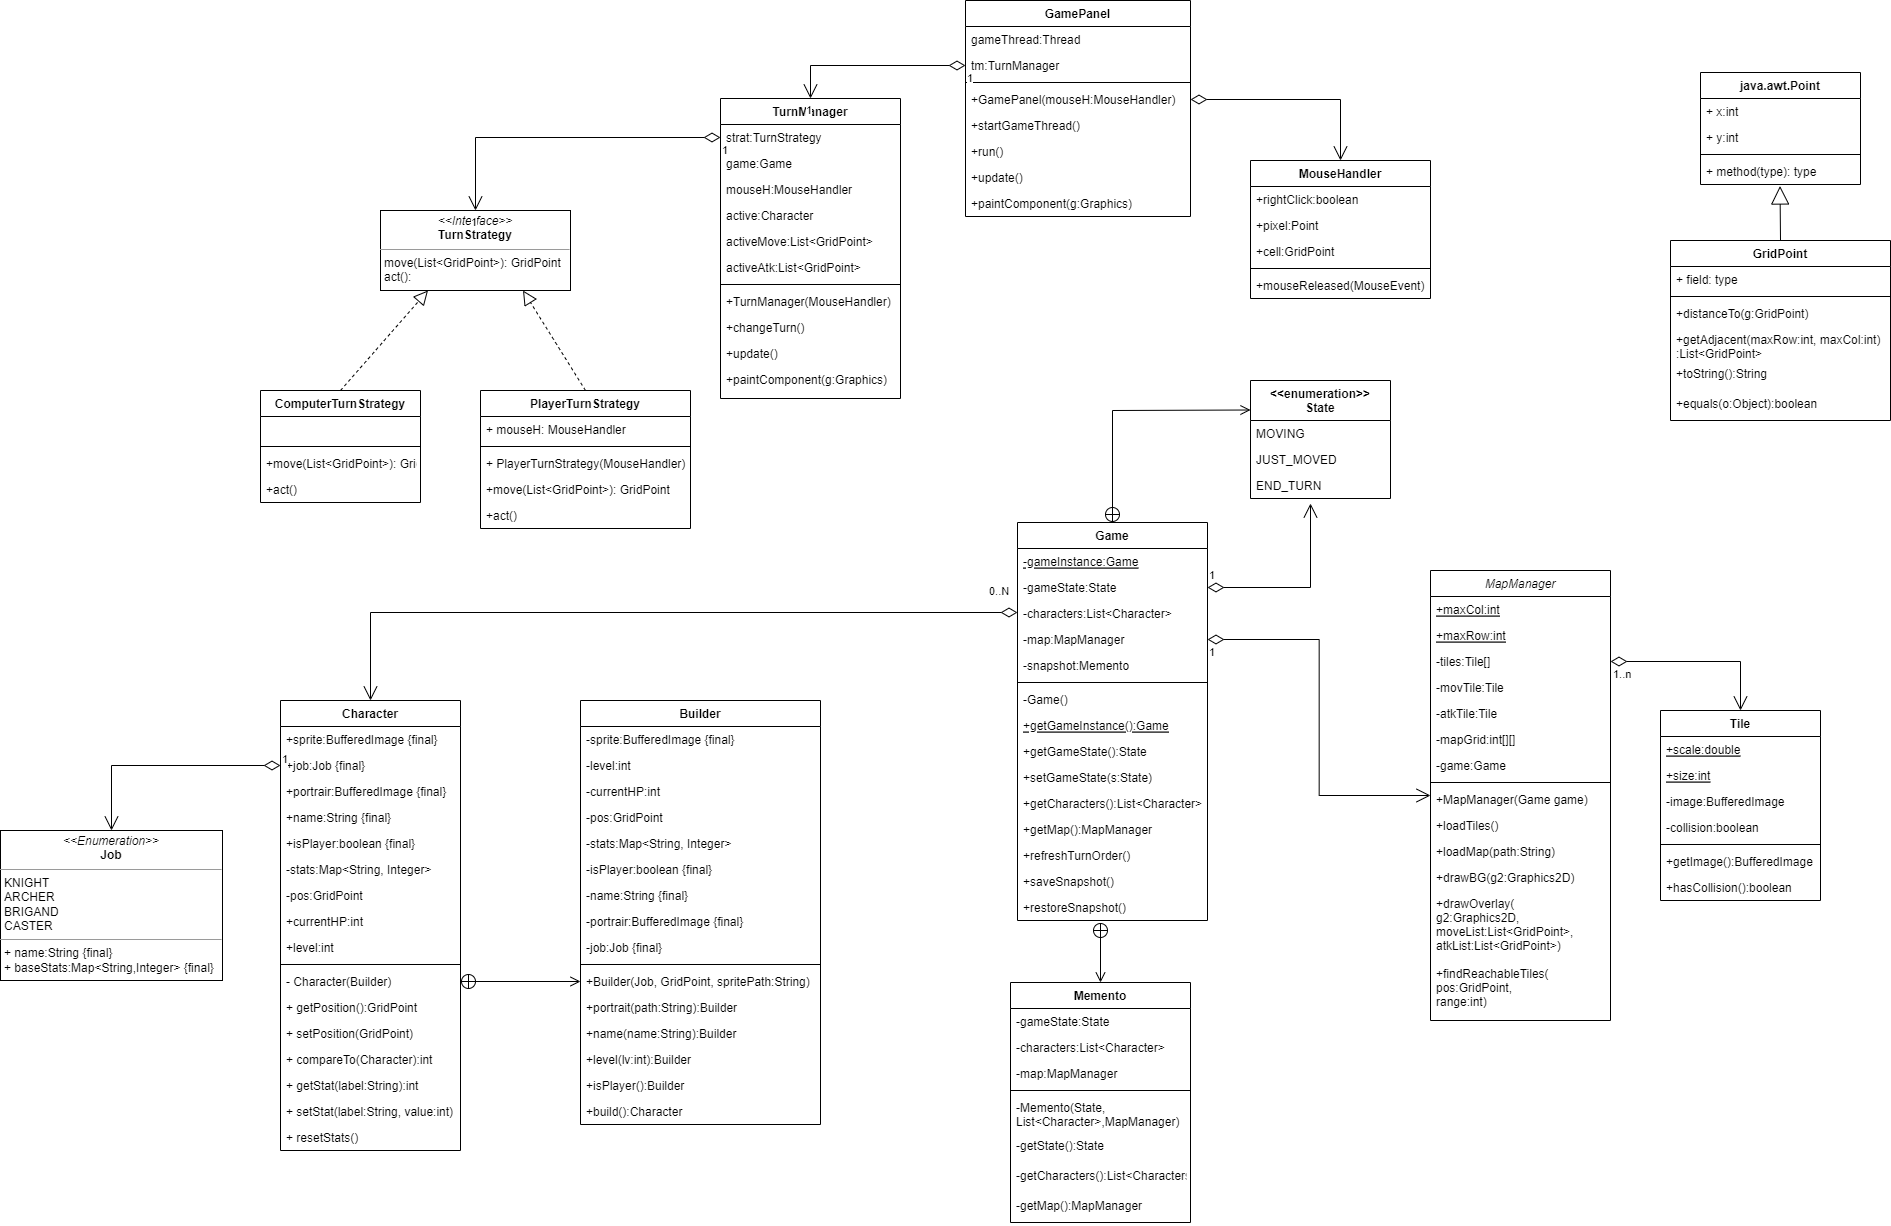 GamePanel
gameThread:Thread
tm:TurnManager
1
+GamePanel(mouseH:MouseHandler)
+startGameThread()
+run()
+update()
+paintComponent(g:Graphics)
java.awt.Point
+ x:int
+ y:int
+ method(type): type
TurnManager
1
strat:TurnStrategy
1
game:Game
mouseH:MouseHandler
active:Character
activeMove:List<GridPoint>
activeAtk:List<GridPoint>
+TurnManager(MouseHandler)
+changeTurn()
+update()
+paintComponent(g:Graphics)
MouseHandler
+rightClick:boolean
+pixel:Point
+cell:GridPoint
+mouseReleased(MouseEvent)
<<Interface>>
1
TurnStrategy
move(List<GridPoint>): GridPoint
act():
GridPoint
+ field: type
+distanceTo(g:GridPoint)
+getAdjacent(maxRow:int, maxCol:int)
:List<GridPoint>
+toString():String
+equals(o:Object):boolean
ComputerTurnStrategy
+move(List<GridPoint>): Gri
+act()
PlayerTurnStrategy
+ mouseH: MouseHandler
+ PlayerTurnStrategy(MouseHandler)
+move(List<GridPoint>): GridPoint
+act()
<<enumeration>>
State
MOVING
JUST_MOVED
END_TURN
Game
-gameInstance:Game
-gameState:State
-characters:List<Character>
-map:MapManager
-snapshot:Memento
-Game()
+getGameInstance():Game
+getGameState():State
+setGameState(s:State)
+getCharacters():List<Character>
+getMap():MapManager
+refreshTurnOrder()
+saveSnapshot()
+restoreSnapshot()
0..N
1
1
MapManager
+maxCol:int
+maxRow:int
-tiles:Tile[]
-movTile:Tile
-atkTile:Tile
-mapGrid:int[][]
-game:Game
+MapManager(Game game)
+loadTiles()
+loadMap(path:String)
+drawBG(g2:Graphics2D)
+drawOverlay(
g2:Graphics2D,
moveList:List<GridPoint>,
atkList:List<GridPoint>)
+findReachableTiles(
pos:GridPoint,
range:int)
1..n
Tile
+scale:double
+size:int
-image:BufferedImage
-collision:boolean
+getImage():BufferedImage
+hasCollision():boolean
Character
+sprite:BufferedImage {final}
1
+job:Job {final}
+portrair:BufferedImage {final}
+name:String {final}
+isPlayer:boolean {final}
-stats:Map<String, Integer>
-pos:GridPoint
+currentHP:int
+level:int
- Character(Builder)
+ getPosition():GridPoint
+ setPosition(GridPoint)
+ compareTo(Character):int
+ getStat(label:String):int
+ setStat(label:String, value:int)
+ resetStats()
Builder
-sprite:BufferedImage {final}
-level:int
-currentHP:int
-pos:GridPoint
-stats:Map<String, Integer>
-isPlayer:boolean {final}
-name:String {final}
-portrair:BufferedImage {final}
-job:Job {final}
+Builder(Job, GridPoint, spritePath:String)
+portrait(path:String):Builder
+name(name:String):Builder
+level(lv:int):Builder
+isPlayer():Builder
+build():Character
<<Enumeration>>
Job
KNIGHT
ARCHER
BRIGAND
CASTER
+ name:String {final}
+ baseStats:Map<String,Integer> {final}
Memento
-gameState:State
-characters:List<Character>
-map:MapManager
-Memento(State,
List<Character>,MapManager)
-getState():State
-getCharacters():List<Character
-getMap():MapManager